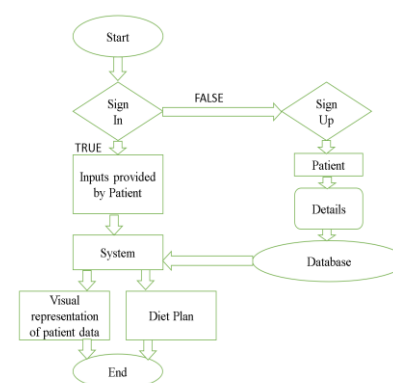 Start
Sign
In
FALSE
Sign
Up
TRUE
Inputs provided
by Patient
Patient
Details
System
Database
Visual
representation
of patient data
Diet Plan
End